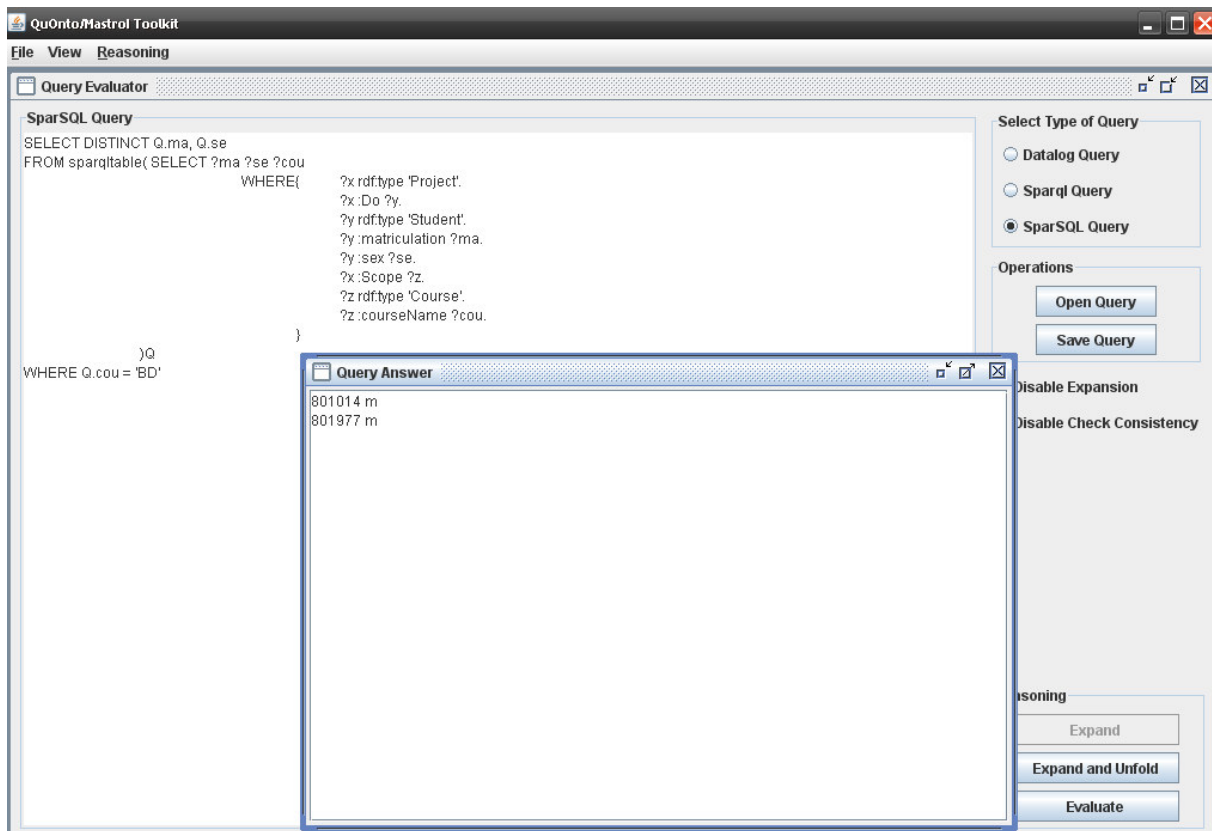 QuOnto/MastroI Toolkit
File View Reasoning
Query Evaluator
SparSQL Query
SELECT DISTINCT Q.ma, Q.se
FROM sparqltable( SELECT ?ma ?se ?cou
WHERE{ ?x rdf:type 'Project'.
?x :Do ?y.
?y rdf:type 'Student'.
?y :matriculation ?ma.
?y :sex ?se.
?x :Scope ?z.
?z rdf:type 'Course'.
?z :courseName ?cou.
}
)Q
WHERE Q.cou = 'BD'
Query Answer
801014 m
801977 m
Select Type of Query
Datalog Query
Sparql Query
SparSQL Query
Operations
Open Query
Save Query
Disable Expansion
Disable Check Consistency
soning
Expand
Expand and Unfold
Evaluate